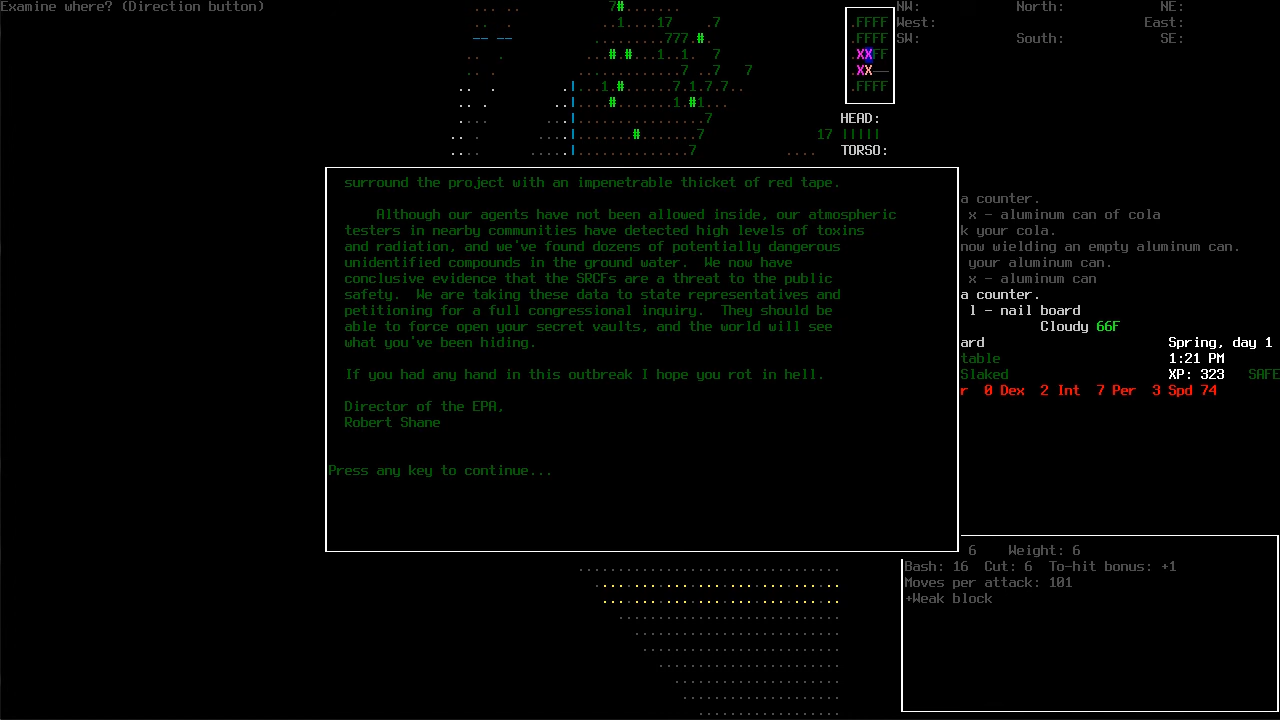 Examine where? (Direction button)
NW: North: NE:
West: East:
SW: South: SE:
.FFFF
.FFFF
.XXFF
.XX——
.FFFF
HEAD:
17 |||||
TORSO:
surround the project with an impenetrable thicket of red tape.
Although our agents have not been allowed inside, our atmospheric
testers in nearby communities have detected high levels of toxins
and radiation, and we've found dozens of potentially dangerous
unidentified compounds in the ground water.  We now have
conclusive evidence that the SRCFs are a threat to the public
safety.  We are taking these data to state representatives and
petitioning for a full congressional inquiry.  They should be
able to force open your secret vaults, and the world will see
what you've been hiding.
If you had any hand in this outbreak I hope you rot in hell.
Director of the EPA,
Robert Shane
Press any key to continue...
a counter.
x - aluminum can of cola
k your cola.
now wielding an empty aluminum can.
your aluminum can.
x - aluminum can
a counter.
l - nail board
Cloudy 66F
ard Spring, day 1
table 1:21 PM
Slaked XP: 323 SAFE
r  0 Dex  2 Int  7 Per  3 Spd 74
6 Weight: 6
Bash: 16  Cut: 6  To-hit bonus: +1
Moves per attack: 101
+Weak block